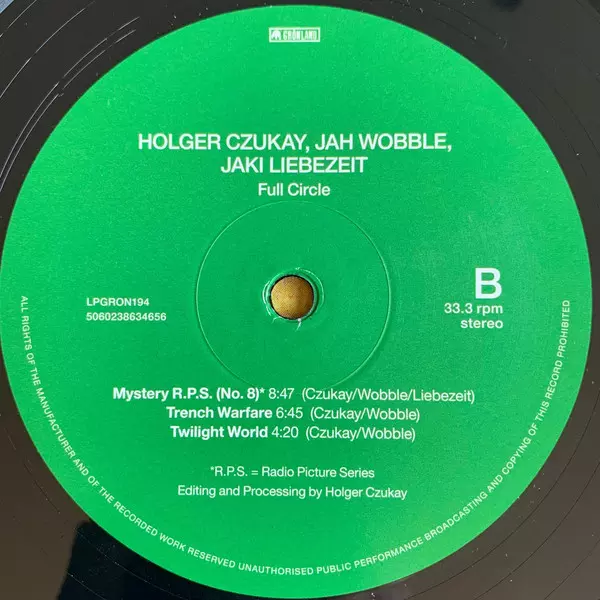 GRÖNLAND
HOLGER CZUKAY, JAH WOBBLE,
JAKI LIEBEZEIT
Full Circle
LPGRON194
5060238634656
B
33.3 rpm
stereo
Mystery R.P.S. (No. 8)* 8:47 (Czukay/Wobble/Liebezeit)
Trench Warfare 6:45 (Czukay/Wobble)
Twilight World 4:20 (Czukay/Wobble)
*R.P.S. = Radio Picture Series
Editing and Processing by Holger Czukay
ALL RIGHTS OF THE MANUFACTURER AND OF THE RECORDED WORK RESERVED UNAUTHORISED PUBLIC PERFORMANCE BROADCASTING AND COPYING OF THIS RECORD PROHIBITED